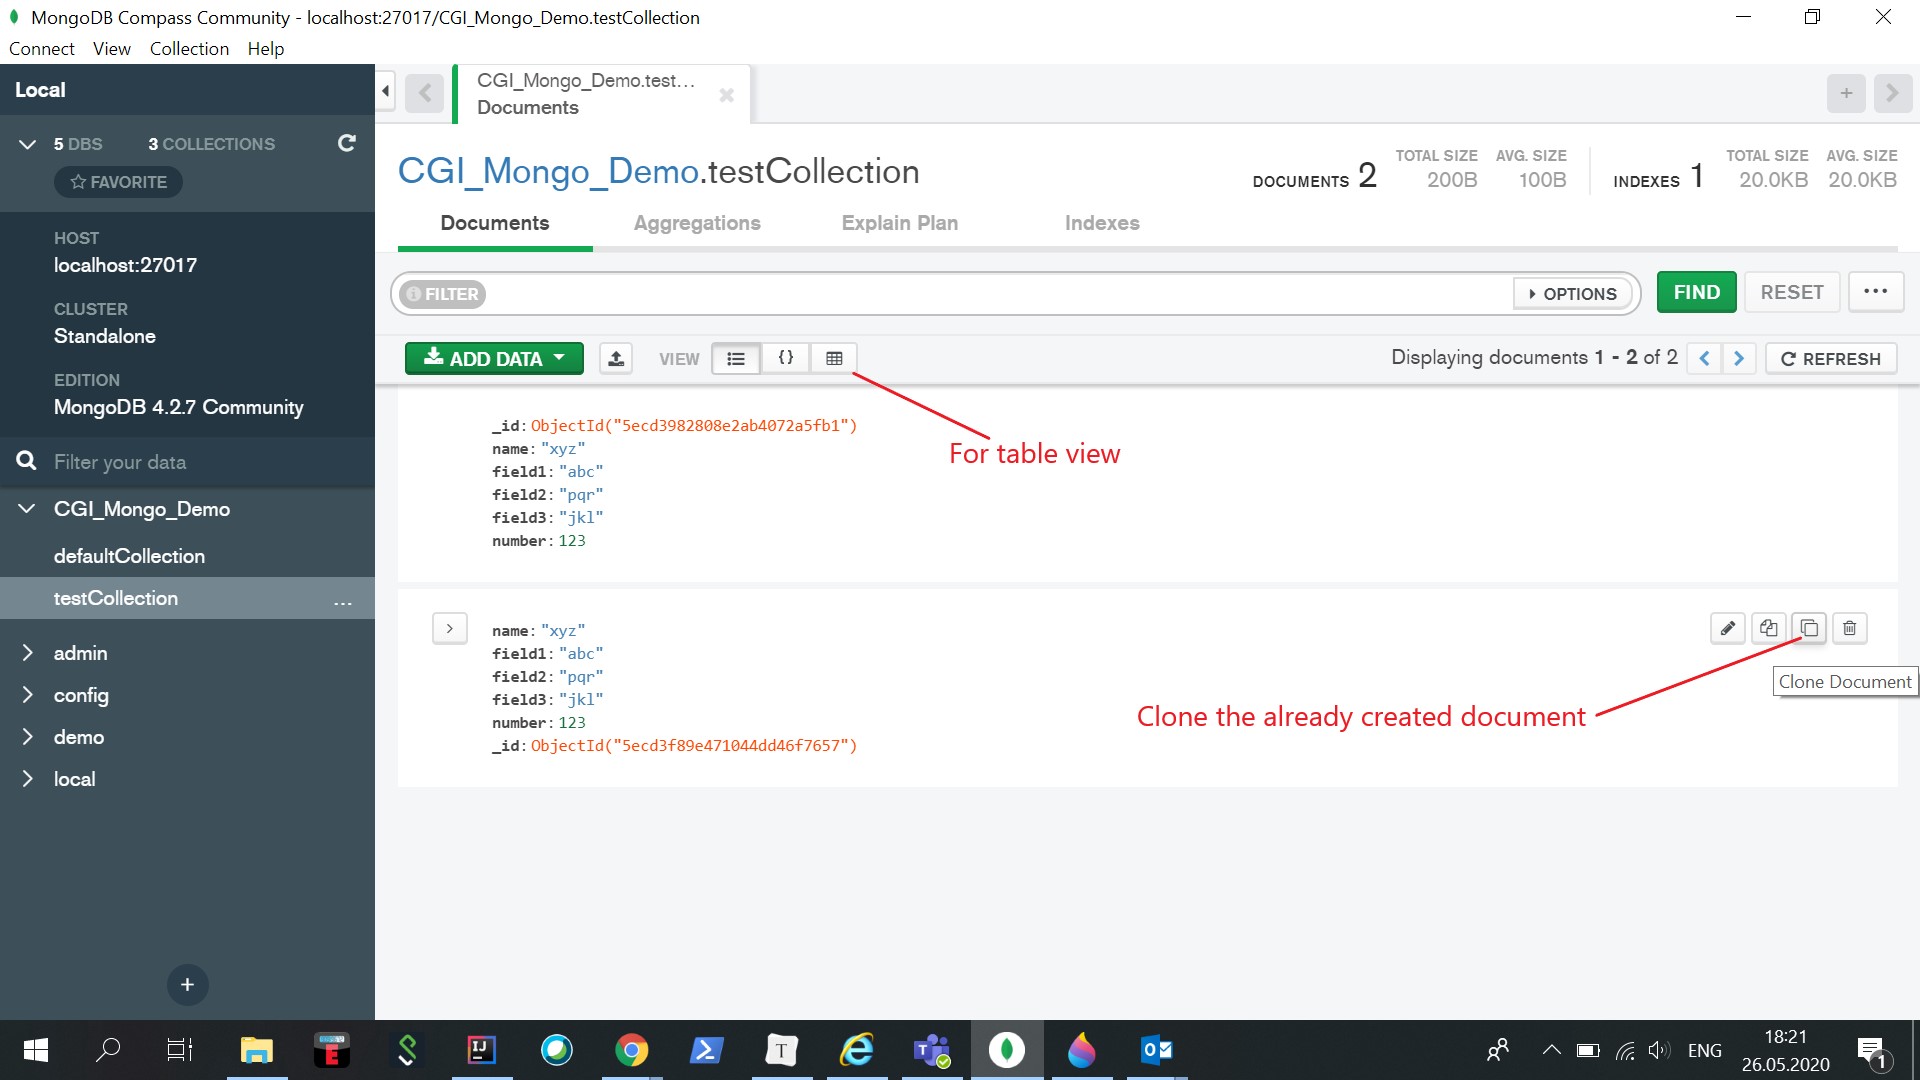 MongoDB Compass Community - localhost:27017/CGI_Mongo_Demo.testCollection
Connect View Collection Help
Local
5 DBS 3 COLLECTIONS
FAVORITE
HOST
localhost:27017
CLUSTER
Standalone
EDITION
MongoDB 4.2.7 Community
Filter your data
CGI_Mongo_Demo
defaultCollection
testCollection ...
admin
config
demo
local
+
CGI_Mongo_Demo.test...
Documents
CGI_Mongo_Demo.testCollection
DOCUMENTS 2 TOTAL SIZE 200B AVG. SIZE 100B
INDEXES 1 TOTAL SIZE 20.0KB AVG. SIZE 20.0KB
Documents Aggregations Explain Plan Indexes
FILTER OPTIONS FIND RESET ...
ADD DATA VIEW {} Displaying documents 1 - 2 of 2 REFRESH
_id: ObjectId("5ecd3982808e2ab4072a5fb1")
name: "xyz"
field1: "abc"
field2: "pqr"
field3: "jkl"
number: 123
For table view
name: "xyz"
field1: "abc"
field2: "pqr"
field3: "jkl"
number: 123
_id: ObjectId("5ecd3f89e471044dd46f7657")
Clone Document
Clone the already created document
E IJ T T O ENG
18:21
26.05.2020
1